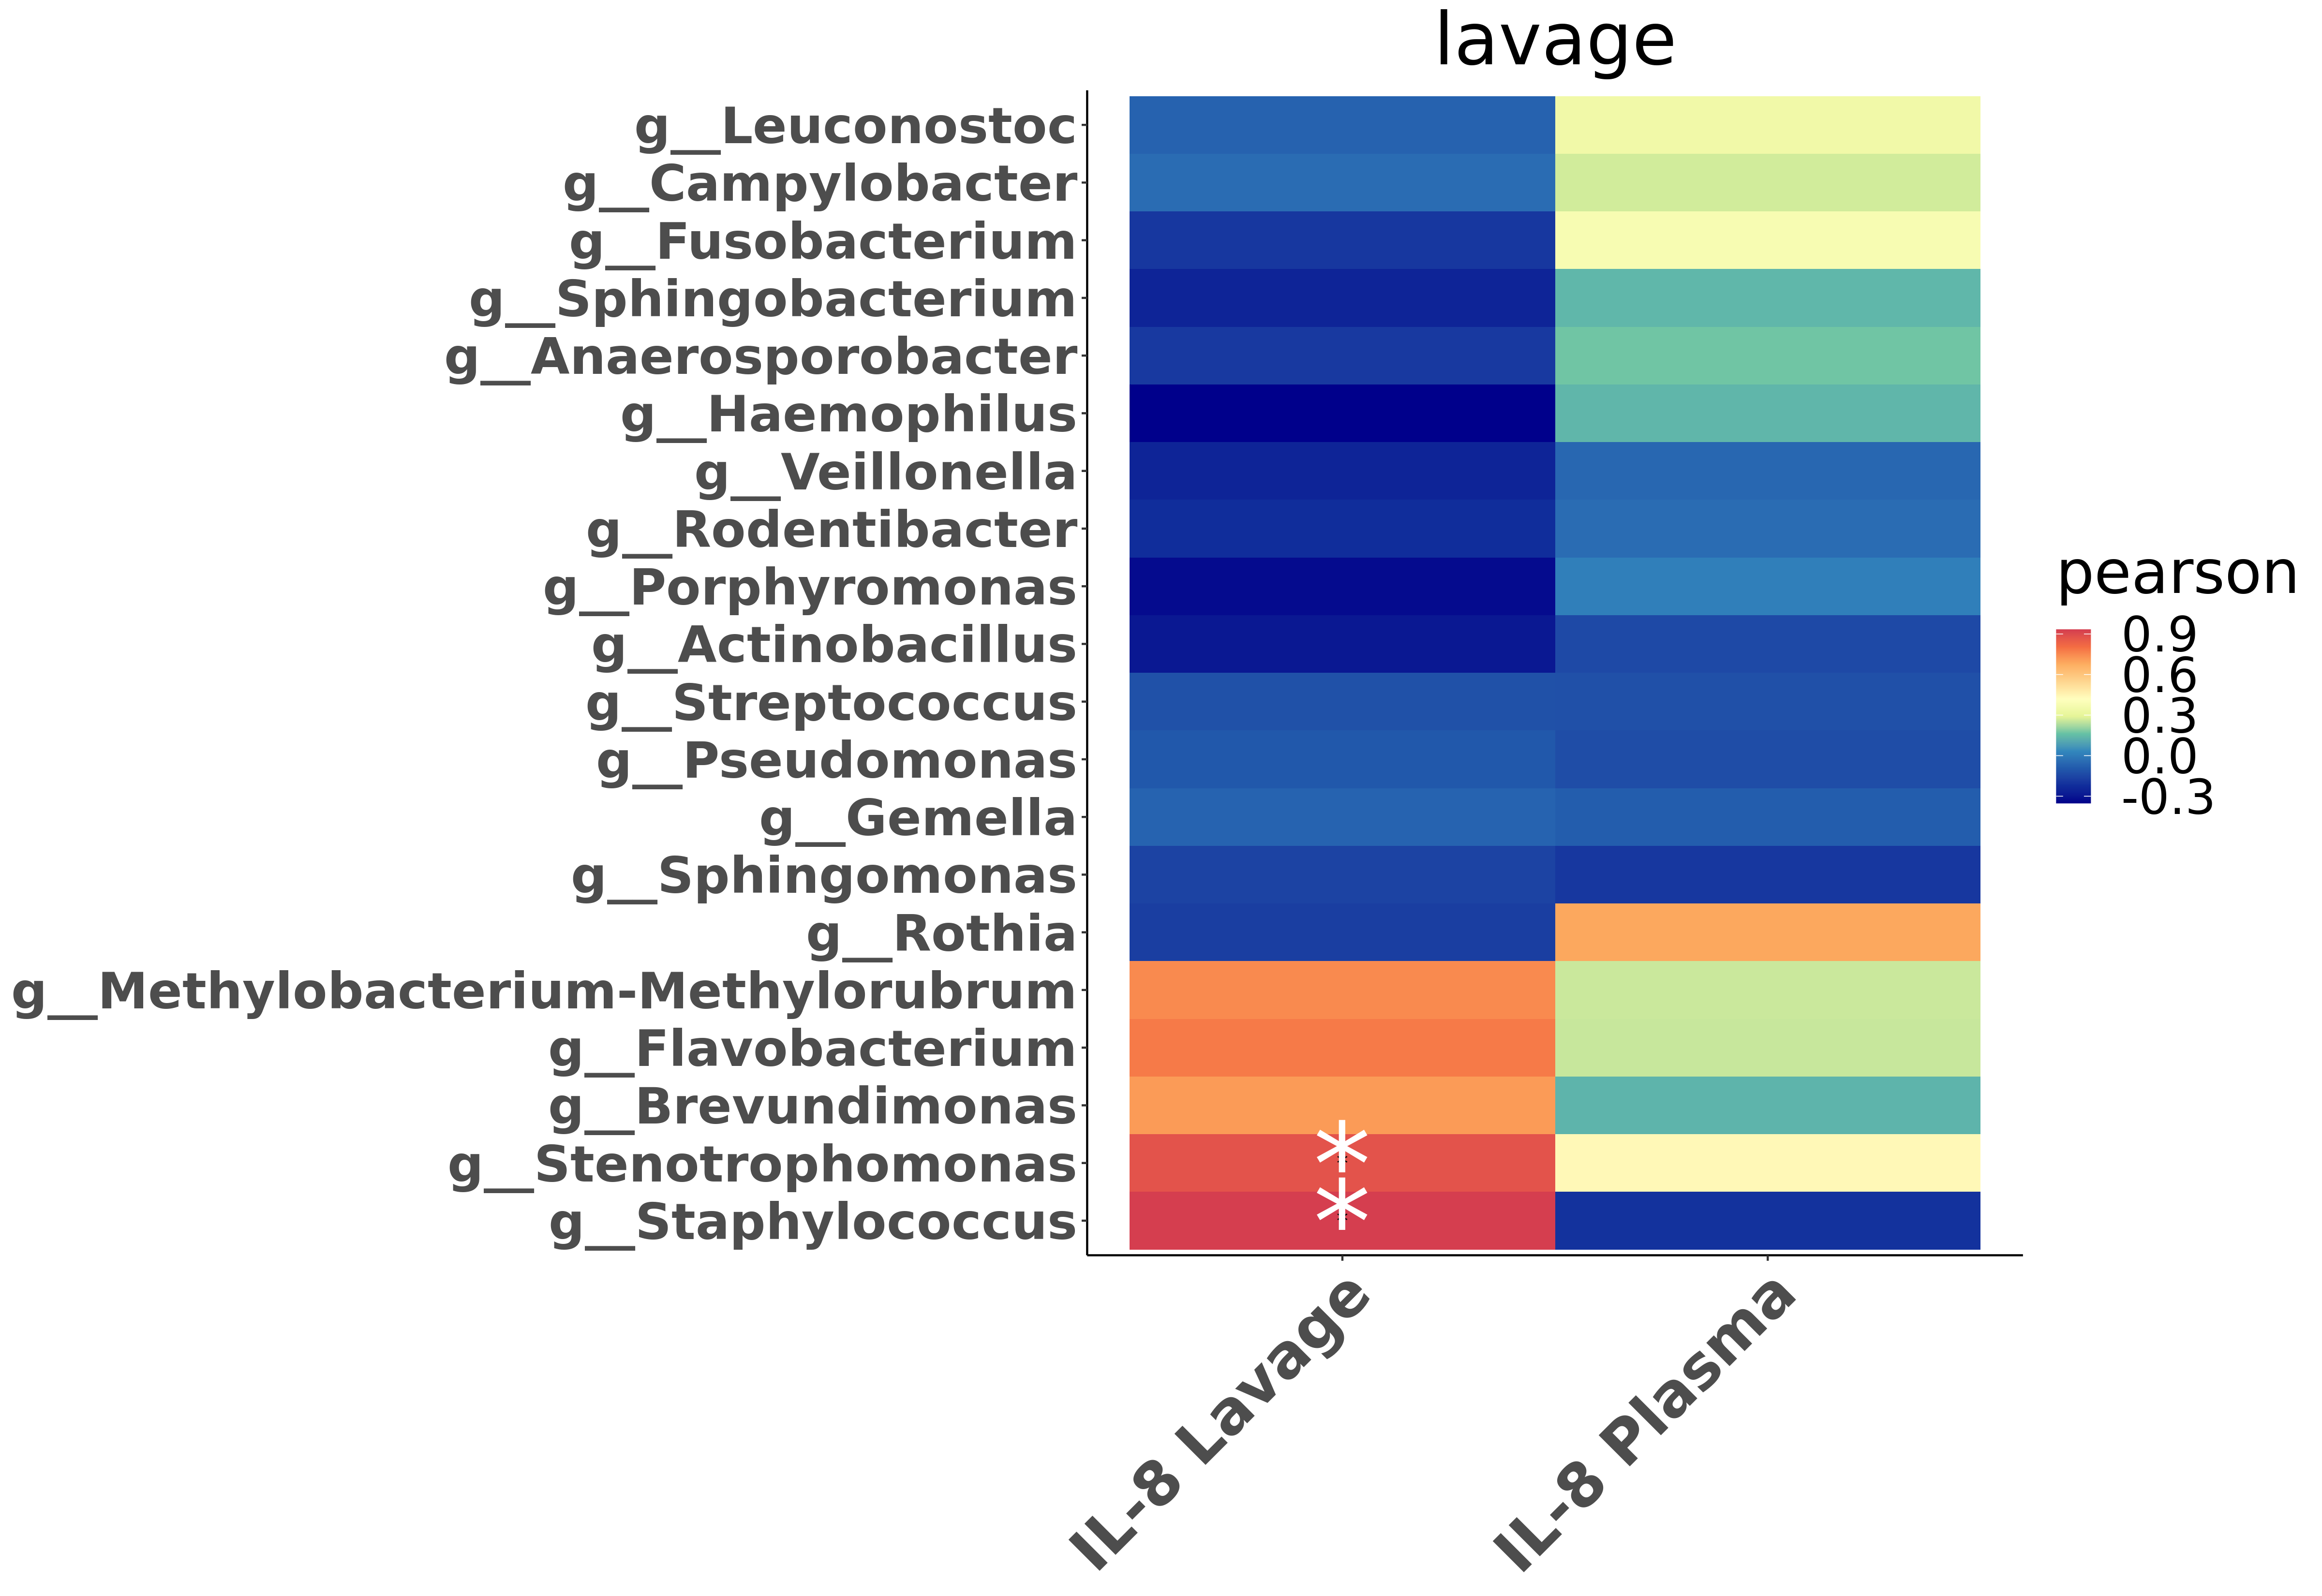 lavage
g__Leuconostoc
g__Campylobacter
g__Fusobacterium
g__Sphingobacterium
g__Anaerosporobacter
g__Haemophilus
g__Veillonella
g__Rodentibacter
g__Porphyromonas
g__Actinobacillus
g__Streptococcus
g__Pseudomonas
g__Gemella
g__Sphingomonas
g__Rothia
g__Methylobacterium-Methylorubrum
g__Flavobacterium
g__Brevundimonas
g__Stenotrophomonas
g__Staphylococcus
*
*
IL-8 Lavage
IL-8 Plasma
pearson
0.9
0.6
0.3
0.0
-0.3